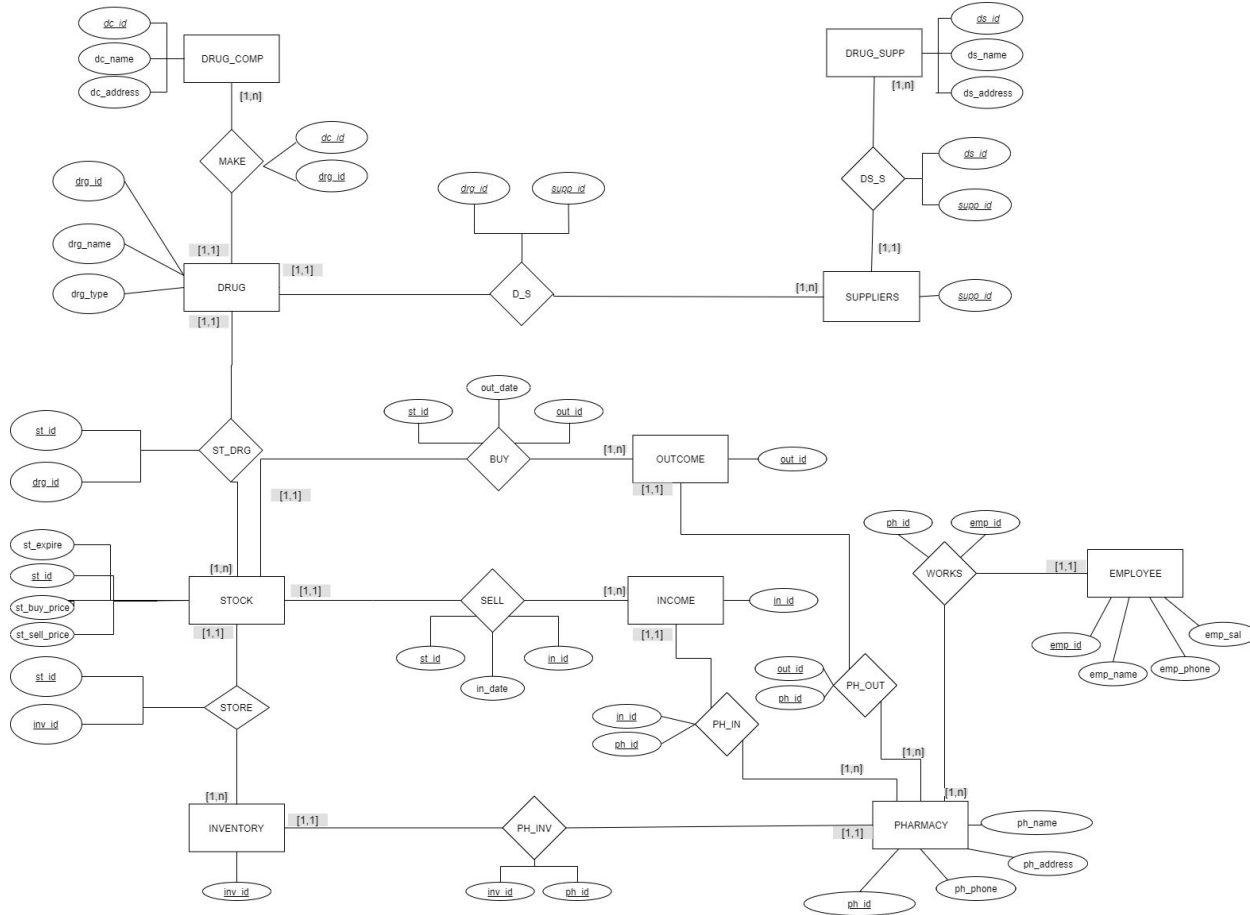 dc_id
dc_name
dc_address
DRUG_COMP
[1,n]
MAKE
dc_id
drg_id
DRUG_SUPP
ds_id
ds_name
ds_address
[1,n]
DS_S
ds_id
supo_id
[1,1]
SUPPLIERS
supo_id
drg_id
drg_name
drg_type
[1,1]
DRUG
[1,1]
[1,1]
drg_id
supo_id
D_S
[1,n]
st_id
drg_id
ST_DRG
out_date
st_id
out_id
BUY
[1,n]
[1,1]
OUTCOME
[1,1]
out_id
st_expire
st_id
st_buy_price
st_sell_price
[1,n]
STOCK
[1,1]
[1,1]
SELL
st_id
in_date
in_id
[1,n]
INCOME
[1,1]
in_id
ph_id
emp_id
WORKS
[1,1]
EMPLOYEE
emp_id
emp_name
emp_phone
emp_sal
st_id
inv_id
STORE
out_id
ph_id
PH_OUT
in_id
ph_id
PH_IN
[1,n]
[1,n]
[1,n]
[1,n]
INVENTORY
[1,1]
inv_id
PH_INV
inv_id
ph_id
[1,1]
PHARMACY
ph_name
ph_address
ph_phone
ph_id